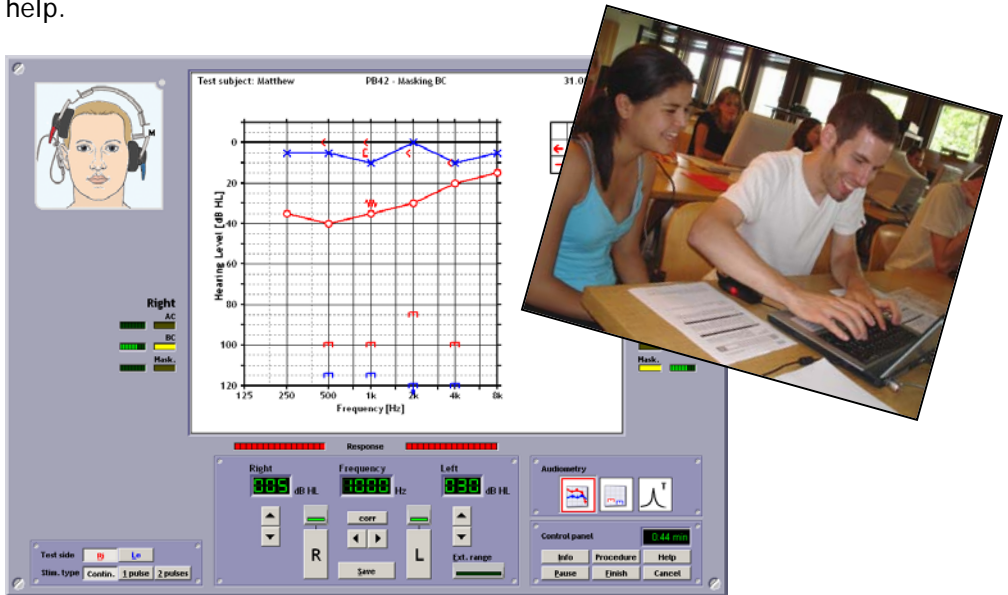 help.
Test subject: Matthew PB42 - Masking BC 31.0
M
0
20
40
60
80
100
120
Hearing Level [dB HL]
125 250 500 1k 2k 4k 8k
Frequency [Hz]
Right
AC
BC
Mask.
Mask.
Response
Right Frequency Left
005 dB HL 1000 Hz 030 dB HL
corr
R L
Save
Ext. range
Test side Ri Le
Stim. type Contin. 1 pulse 2 pulses
Audiometry
T
Control panel 0:44 min
Info Procedure Help
Pause Finish Cancel